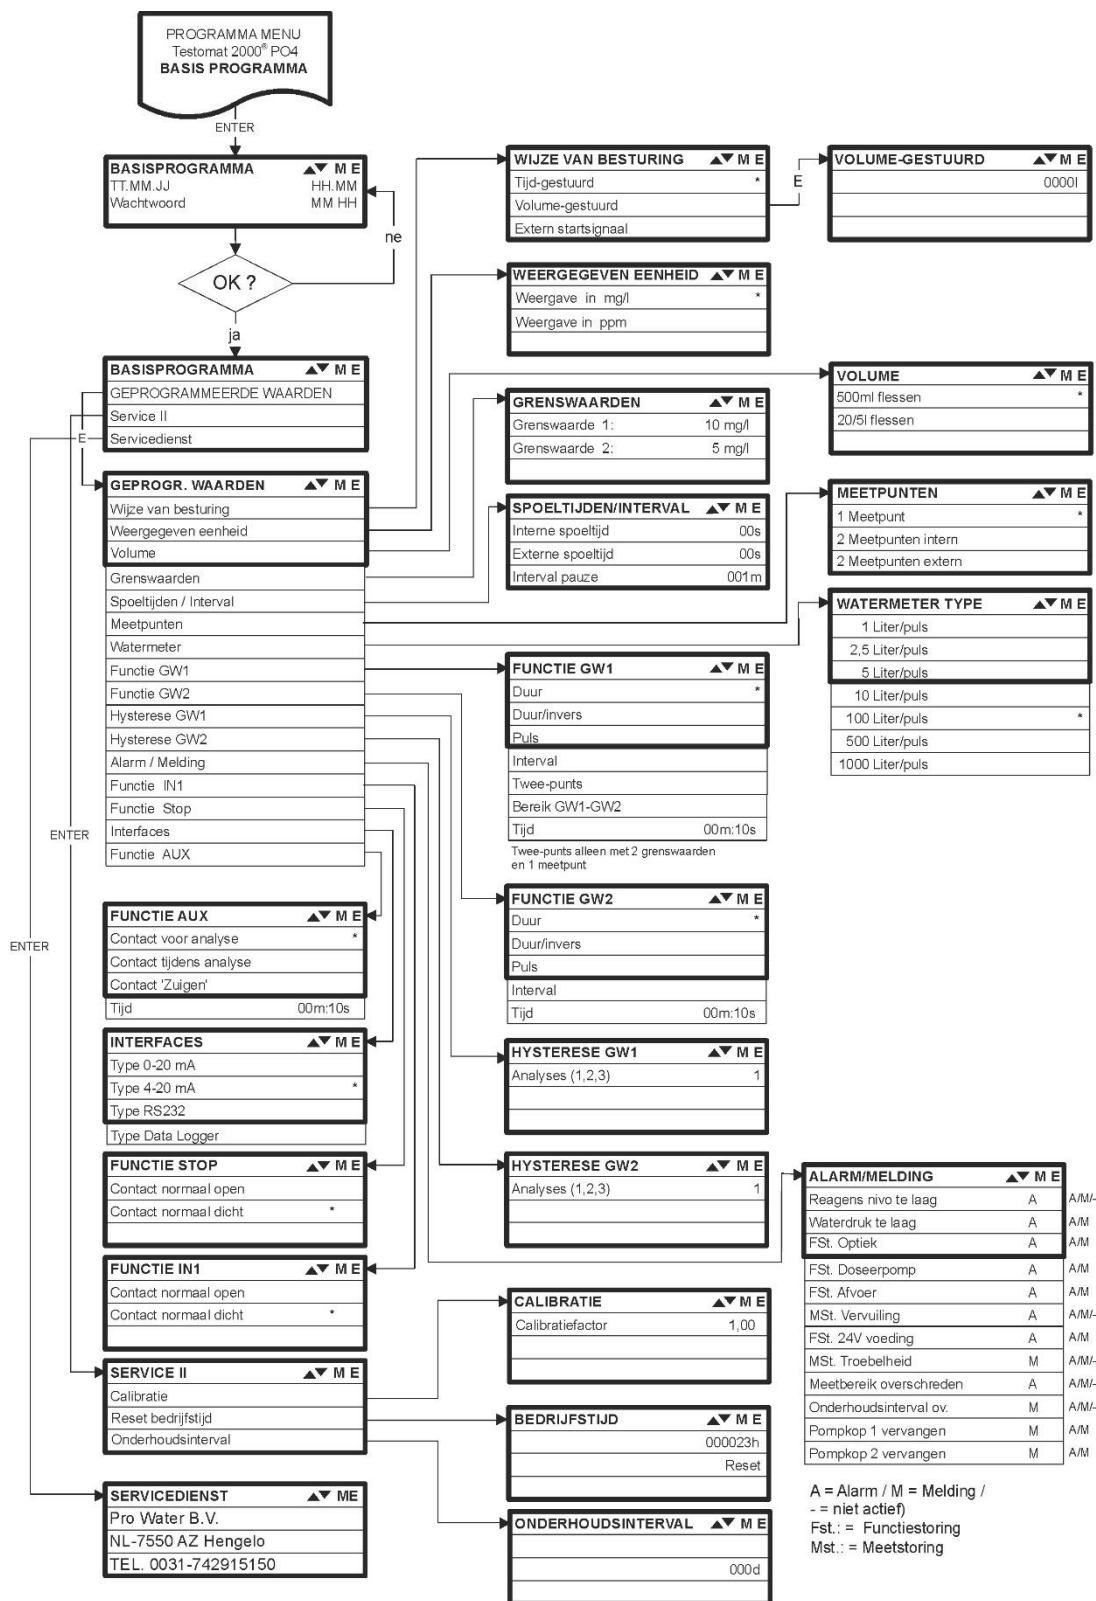 PROGRAMMA MENU
Testomat 2000® PO4
BASIS PROGRAMMA
ENTER
BASISPROGRAMMA ▲▼ M E
TT.MM.JJ HH.MM
Wachtwoord MM HH
ne
OK ?
ja
BASISPROGRAMMA ▲▼ M E
GEPROGRAMMEERDE WAARDEN
Service II
Servicedienst
E
GEPROGR. WAARDEN ▲▼ M E
Wijze van besturing
Weergegeven eenheid
Volume
Grenswaarden
Spoeltijden / Interval
Meetpunten
Watermeter
Functie GW1
Functie GW2
Hysterese GW1
Hysterese GW2
Alarm / Melding
Functie IN1
Functie Stop
Interfaces
Functie AUX
ENTER
ENTER
FUNCTIE AUX ▲▼ M E
Contact voor analyse *
Contact tijdens analyse
Contact 'Zuigen'
Tijd 00m:10s
INTERFACES ▲▼ M E
Type 0-20 mA
Type 4-20 mA *
Type RS232
Type Data Logger
FUNCTIE STOP ▲▼ M E
Contact normaal open
Contact normaal dicht *
FUNCTIE IN1 ▲▼ M E
Contact normaal open
Contact normaal dicht *
SERVICE II ▲▼ M E
Calibratie
Reset bedrijfstijd
Onderhoudsinterval
SERVICEDIENST ▲▼ ME
Pro Water B.V.
NL-7550 AZ Hengelo
TEL. 0031-742915150
WIJZE VAN BESTURING ▲▼ M E
Tijd-gestuurd *
Volume-gestuurd
Extern startsignaal
E
VOLUME-GESTUURD ▲▼ M E
0000l
WEERGEGEVEN EENHEID ▲▼ M E
Weergave in mg/l *
Weergave in ppm
GRENSWAARDEN ▲▼ M E
Grenswaarde 1: 10 mg/l
Grenswaarde 2: 5 mg/l
SPOELTIJDEN/INTERVAL ▲▼ M E
Interne spoeltijd 00s
Externe spoeltijd 00s
Interval pauze 001m
VOLUME ▲▼ M E
500ml flessen *
20/5l flessen
MEETPUNTEN ▲▼ M E
1 Meetpunt *
2 Meetpunten intern
2 Meetpunten extern
WATERMETER TYPE ▲▼ M E
1 Liter/puls
2,5 Liter/puls
5 Liter/puls
10 Liter/puls
100 Liter/puls *
500 Liter/puls
1000 Liter/puls
FUNCTIE GW1 ▲▼ M E
Duur *
Duur/invers
Puls
Interval
Twee-punts
Bereik GW1-GW2
Tijd 00m:10s
Twee-punts alleen met 2 grenswaarden
en 1 meetpunt
FUNCTIE GW2 ▲▼ M E
Duur *
Duur/invers
Puls
Interval
Tijd 00m:10s
HYSTERESE GW1 ▲▼ M E
Analyses (1,2,3) 1
HYSTERESE GW2 ▲▼ M E
Analyses (1,2,3) 1
CALIBRATIE ▲▼ M E
Calibratiefactor 1,00
BEDRIJFSTIJD ▲▼ M E
000023h
Reset
ONDERHOUDSINTERVAL ▲▼ M E
000d
ALARM/MELDING ▲▼ M E
Reagens nivo te laag A A/M/-
Waterdruk te laag A A/M
FSt. Optiek A A/M
FSt. Doseerpomp A A/M
FSt. Afvoer A A/M
MSt. Vervuiling A A/M/-
FSt. 24V voeding A A/M
MSt. Troebelheid M A/M/-
Meetbereik overschreden A A/M/-
Onderhoudsinterval ov. M A/M/-
Pompkop 1 vervangen M A/M
Pompkop 2 vervangen M A/M
A = Alarm / M = Melding /
- = niet actief)
Fst.: = Functiestoring
Mst.: = Meetstoring